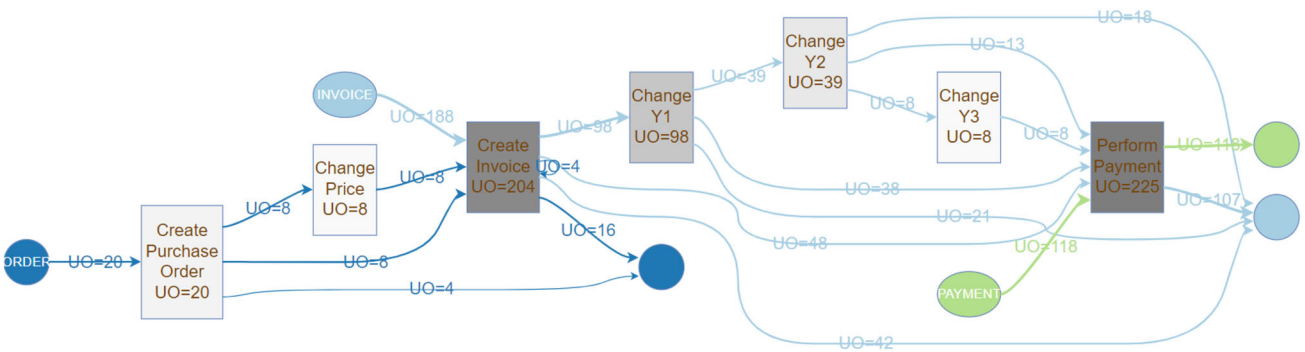 ORDER
UO=20
Create
Purchase
Order
UO=20
UO=8
UO=8
UO=4
Change
Price
UO=8
UO=8
INVOICE
UO=188
Create
Invoice
UO=204
UO=98
UO=4
UO=16
Change
Y1
UO=98
UO=39
UO=38
UO=21
UO=48
UO=42
Change
Y2
UO=39
UO=18
UO=13
UO=8
Change
Y3
UO=8
UO=8
PAYMENT
UO=118
Perform
Payment
UO=225
UO=118
UO=107